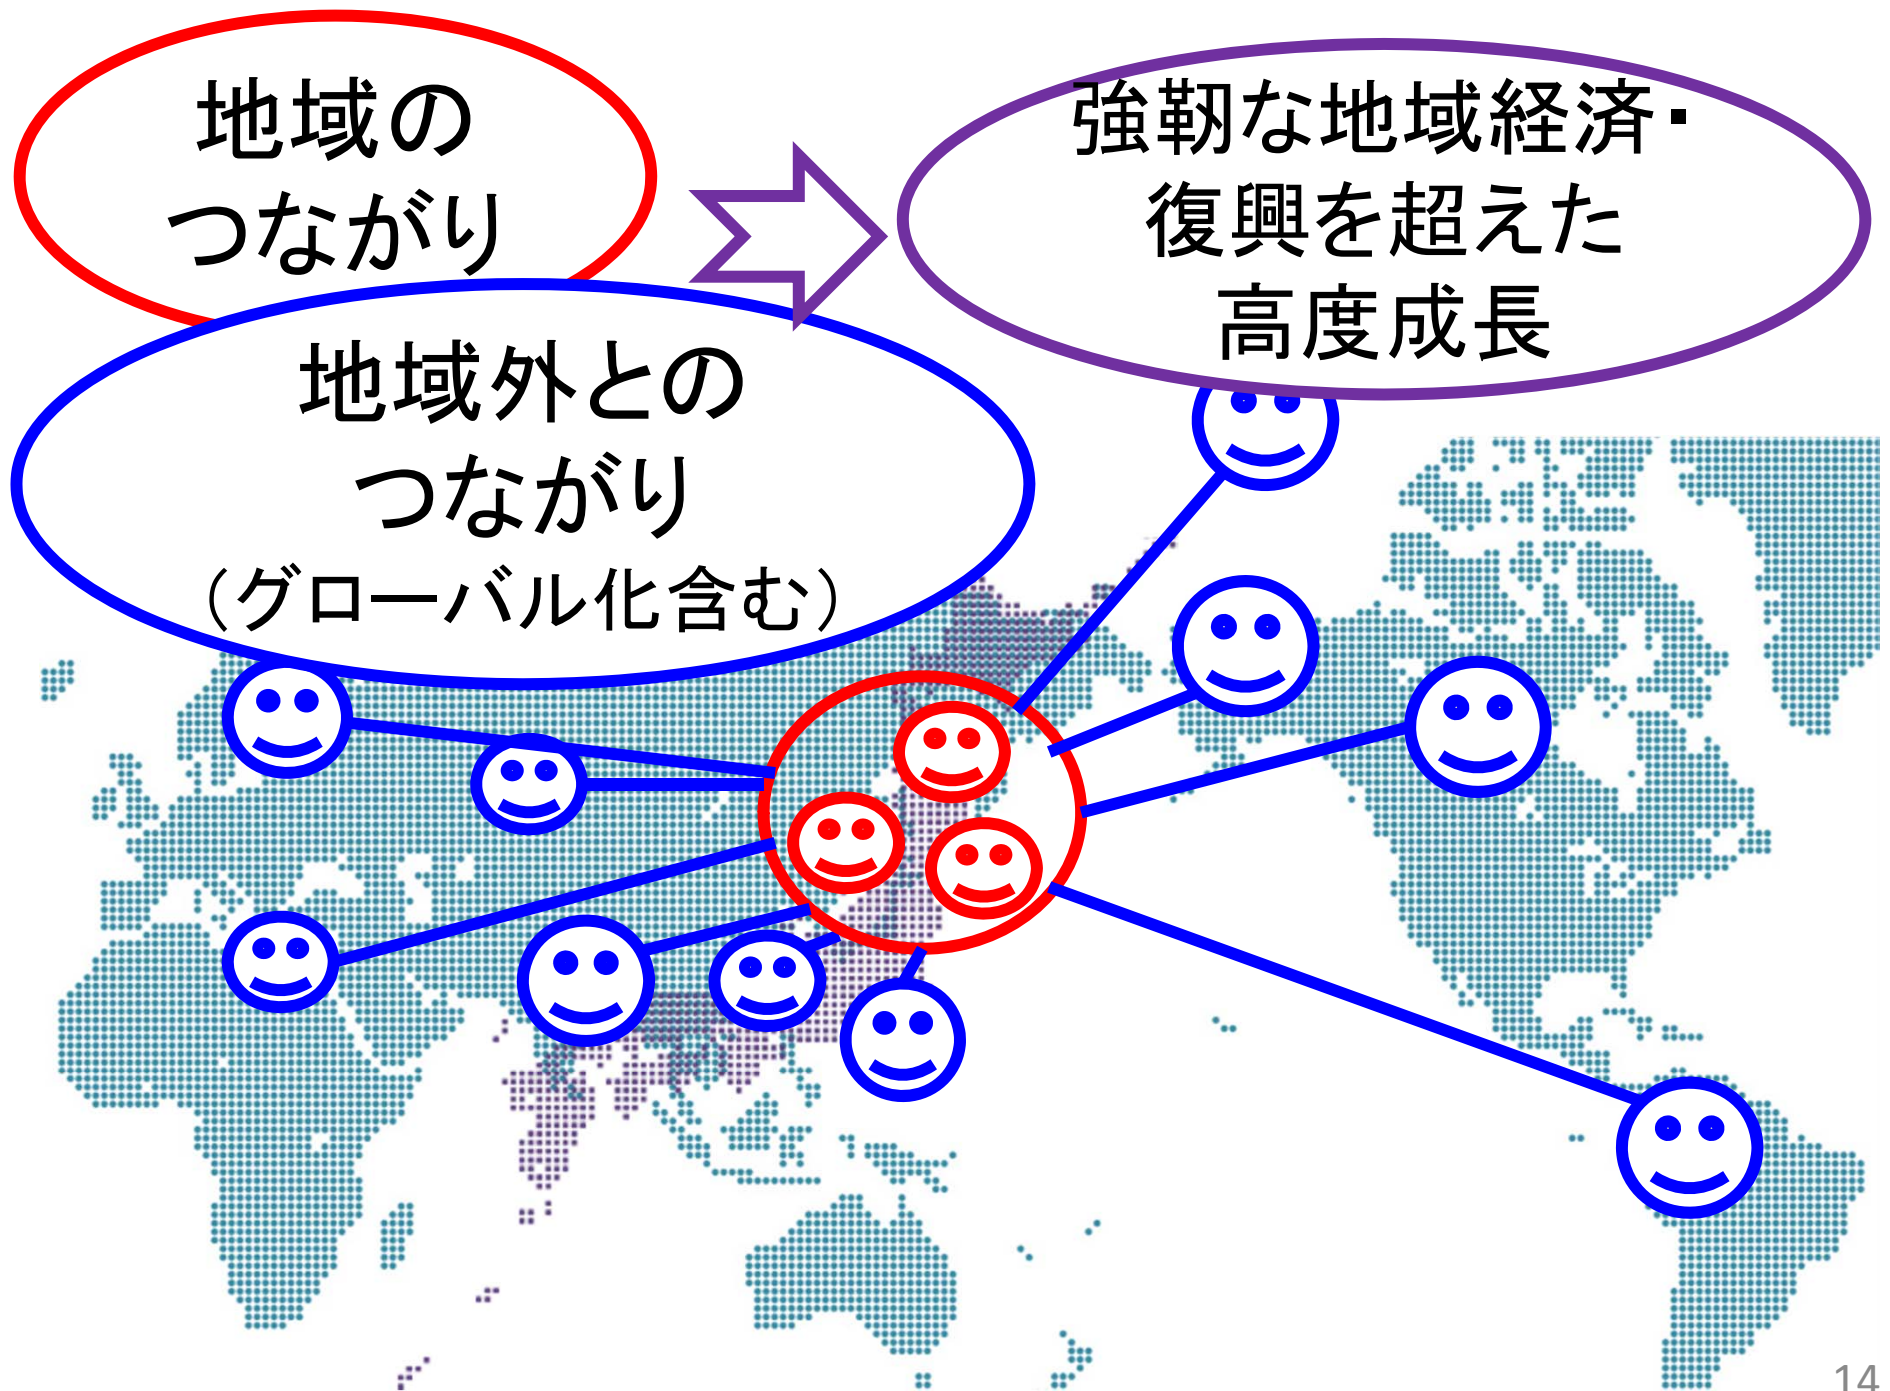 地域の
つながり
地域外との
つながり
（グローバル化含む）
強靭な地域経済・
復興を超えた
高度成長
14